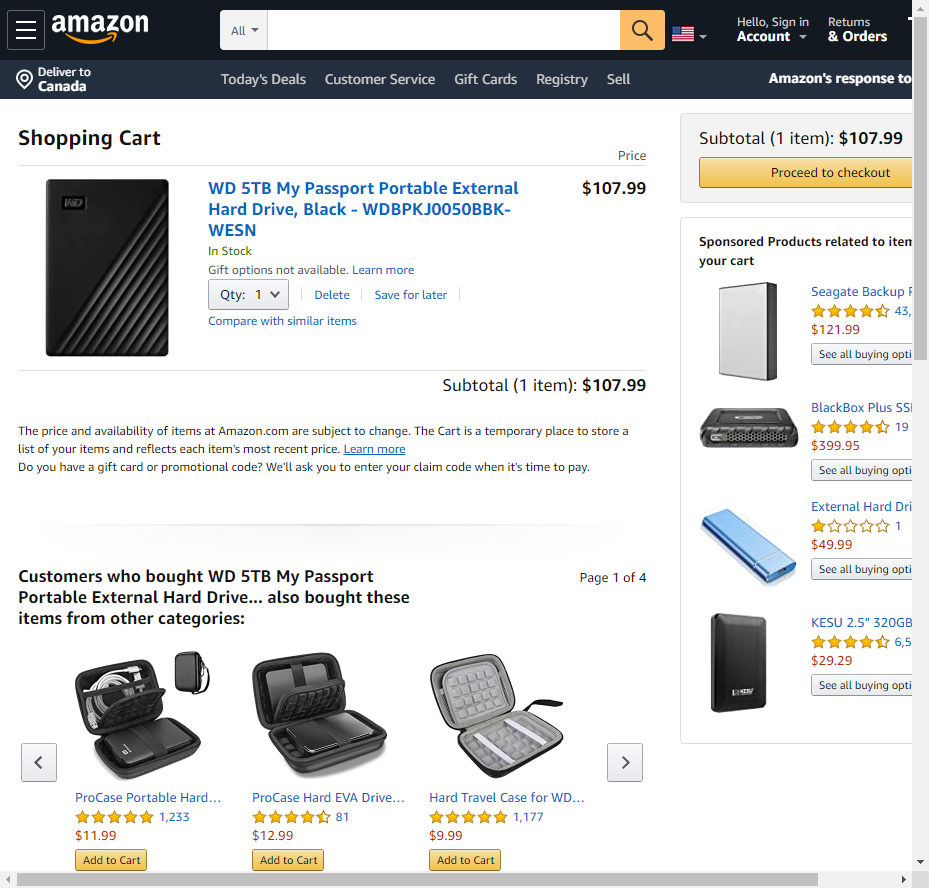 amazon
All
Hello, Sign in
Account
Returns
& Orders
Deliver to
Canada
Today's Deals
Customer Service
Gift Cards
Registry
Sell
Amazon's response to
Shopping Cart
Price
WD 5TB My Passport Portable External
Hard Drive, Black - WDBPKJ0050BBK-
WESN
$107.99
In Stock
Gift options not available. Learn more
Qty: 1
Delete
Save for later
Compare with similar items
WD
Subtotal (1 item): $107.99
The price and availability of items at Amazon.com are subject to change. The Cart is a temporary place to store a
list of your items and reflects each item's most recent price. Learn more
Do you have a gift card or promotional code? We'll ask you to enter your claim code when it's time to pay.
Customers who bought WD 5TB My Passport
Portable External Hard Drive... also bought these
items from other categories:
Page 1 of 4
ProCase Portable Hard...
1,233
$11.99
Add to Cart
ProCase Hard EVA Drive...
81
$12.99
Add to Cart
Hard Travel Case for WD...
1,177
$9.99
Add to Cart
Subtotal (1 item): $107.99
Proceed to checkout
Sponsored Products related to item
your cart
Seagate Backup
43,
$121.99
See all buying opti
BlackBox Plus SS
19
$399.95
See all buying opti
External Hard Dri
1
$49.99
See all buying opti
KESU 2.5" 320GB
6,5
$29.29
See all buying opti
KESU